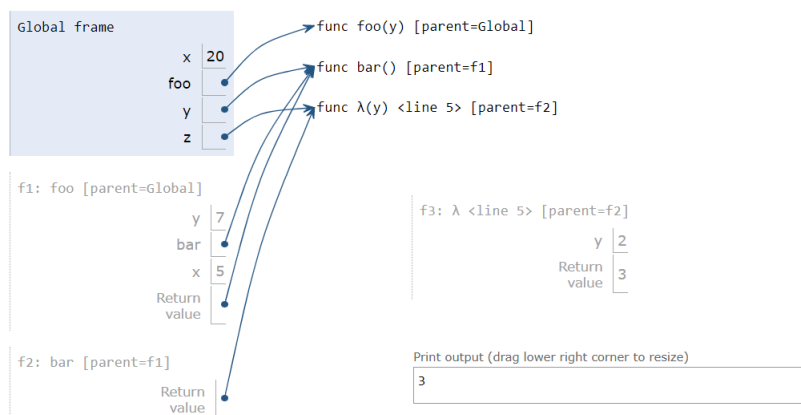 Global frame
x 20
foo
y
z
func foo(y) [parent=Global]
func bar() [parent=f1]
func λ(y) <line 5> [parent=f2]
f1: foo [parent=Global]
y 7
bar
x 5
Return
value
f2: bar [parent=f1]
Return
value
f3: λ <line 5> [parent=f2]
y 2
Return
value 3
Print output (drag lower right corner to resize)
3